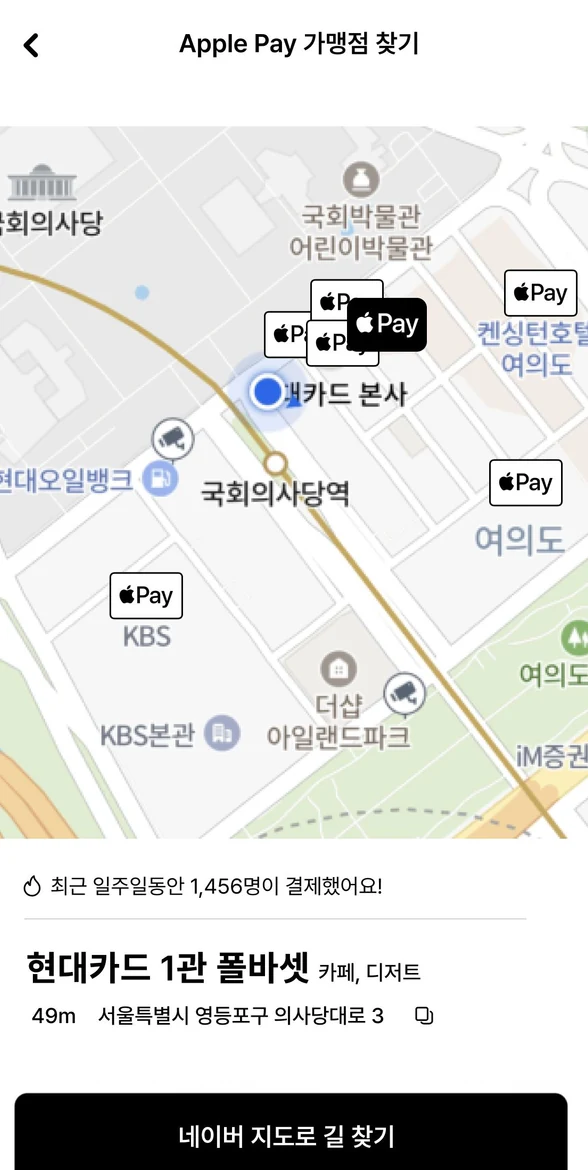 Apple Pay 가맹점 찾기
국회의사당
국회박물관
어린이박물관
Pay
Pay
켄싱턴호텔
여의도
카드 본사
현대오일뱅크
국회의사당역
Pay
여의도
Pay
KBS
더샵
아일랜드파크
KBS본관
여의도
iM증권
최근 일주일동안 1,456명이 결제했어요!
현대카드 1관 폴바셋 카페, 디저트
49m 서울특별시 영등포구 의사당대로 3
네이버 지도로 길 찾기